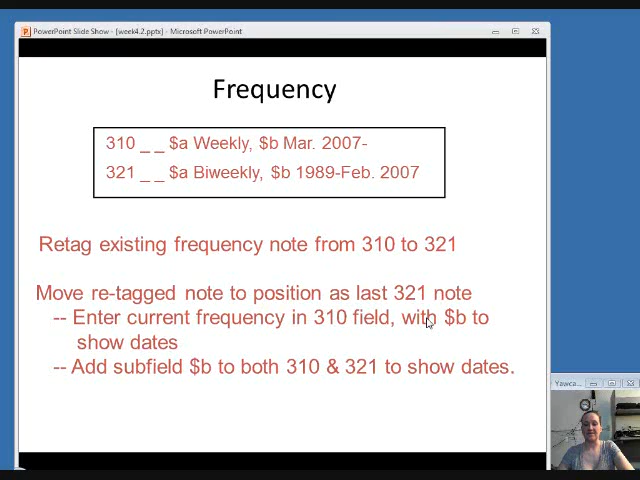 PowerPoint Slide Show - [week4.2.pptx] - Microsoft PowerPoint
Frequency
310 _ _ $a Weekly, $b Mar. 2007-
321 _ _ $a Biweekly, $b 1989-Feb. 2007
Retag existing frequency note from 310 to 321
Move re-tagged note to position as last 321 note
-- Enter current frequency in 310 field, with $b to
show dates
-- Add subfield $b to both 310 & 321 to show dates.
Yawca...